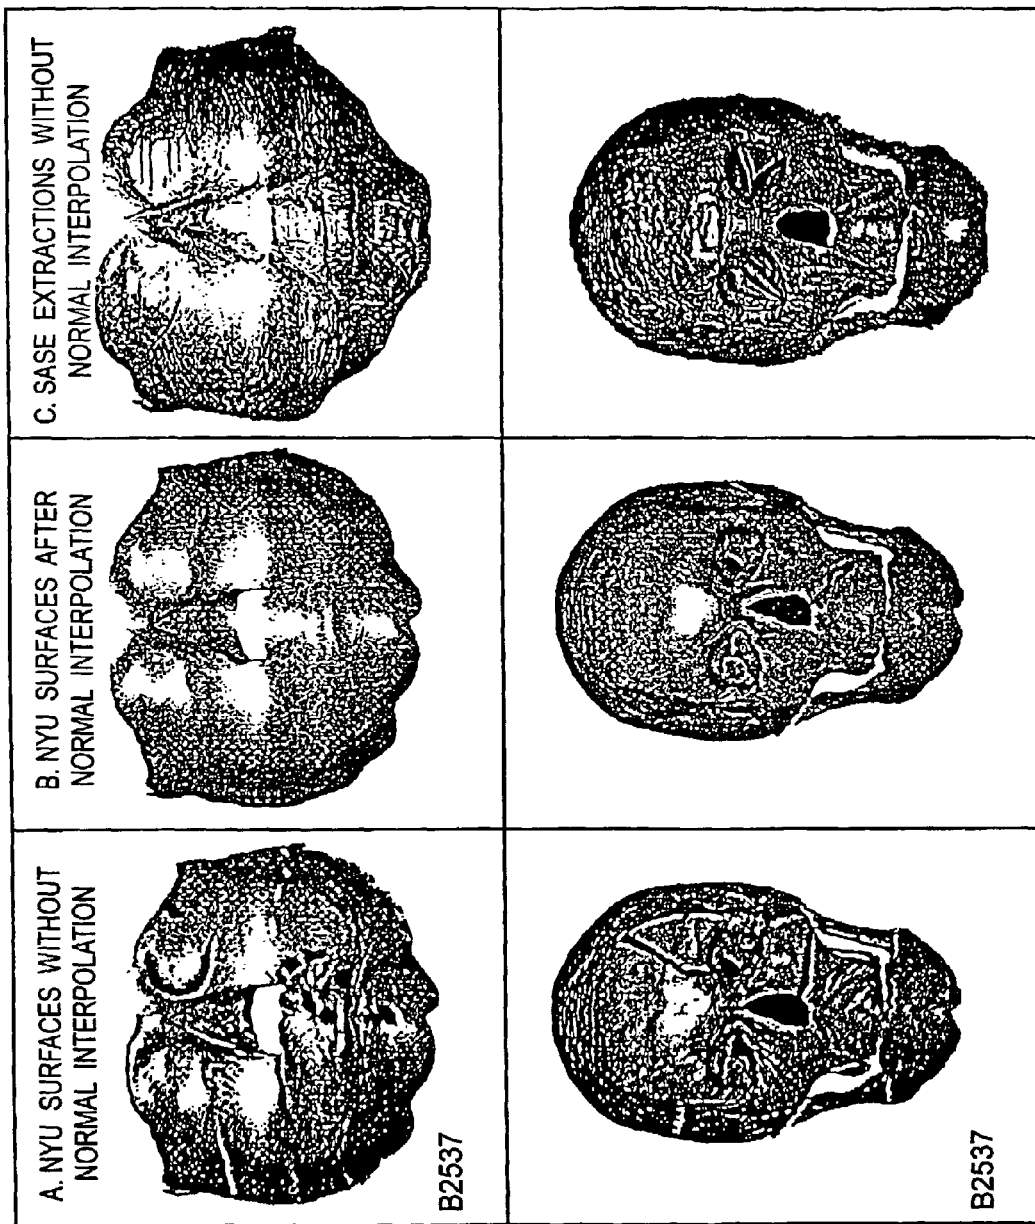 A. NYU SURFACES WITHOUT
NORMAL INTERPOLATION
B. NYU SURFACES AFTER
NORMAL INTERPOLATION
C. SASE EXTRACTIONS WITHOUT
NORMAL INTERPOLATION
B2537
B2537